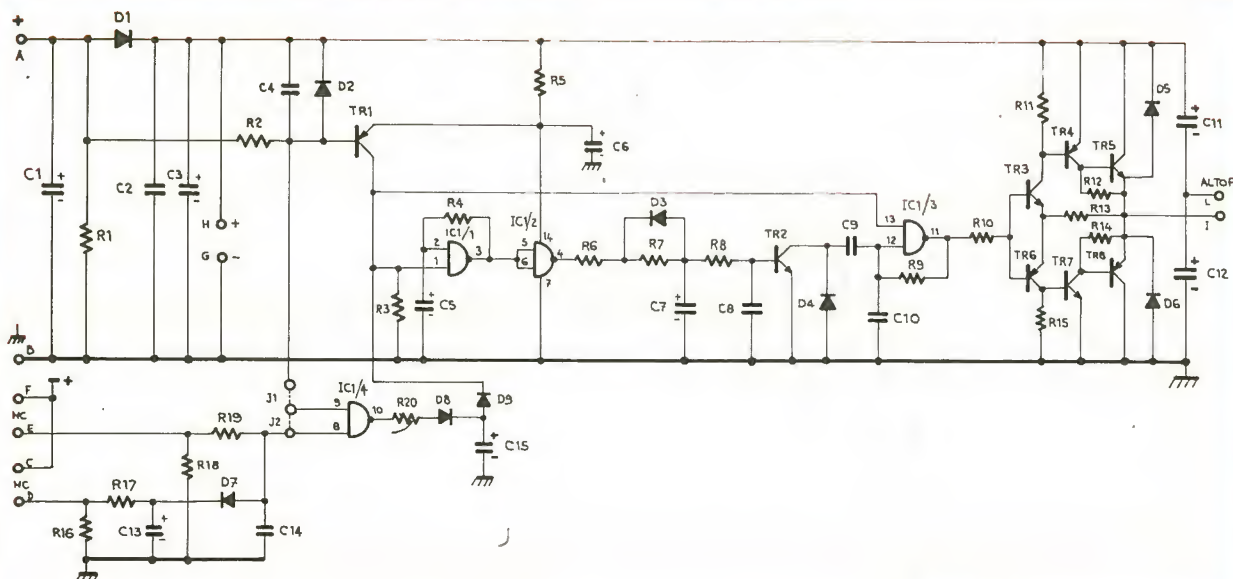 +
A
D1
C1
R1
C2
C3
H +
G -
R2
C4
D2
TR1
R5
C6
R4
IC1/1
2
1
3
R3
C5
IC1/2
5
6
14
4
7
R6
D3
R7
C7
R8
C8
TR2
D4
C9
C10
IC1/3
13
12
11
R9
R10
R11
TR3
TR4
TR5
R12
R13
R14
TR6
TR7
TR8
R15
D5
D6
C11
C12
ALTOP
L
I
B
F
+
NC
E
C
NC
D
R16
R17
C13
D7
R18
R19
C14
J1
J2
IC1/4
9
8
10
R20
D8
D9
C15